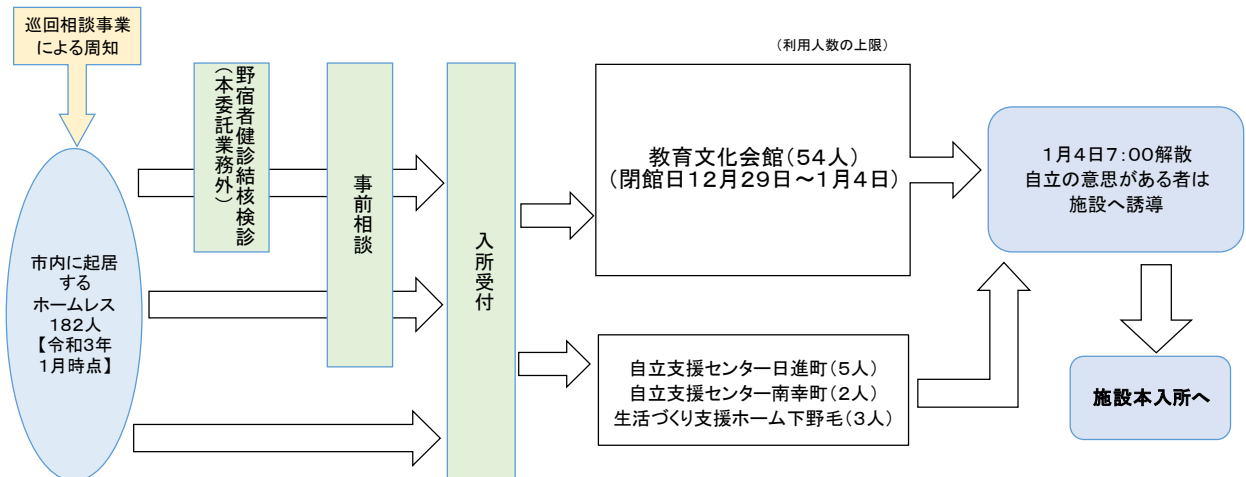 巡回相談事業
による周知
市内に起居
する
ホームレス
182人
【令和3年
1月時点】
野宿者健診結核検診
（本委託業務外）
事前相談
入所受付
（利用人数の上限）
教育文化会館（５４人）
（閉館日１２月２９日～１月４日）
自立支援センター日進町（５人）
自立支援センター南幸町（２人）
生活づくり支援ホーム下野毛（３人）
１月４日７：００解散
自立の意思がある者は
施設へ誘導
施設本入所へ